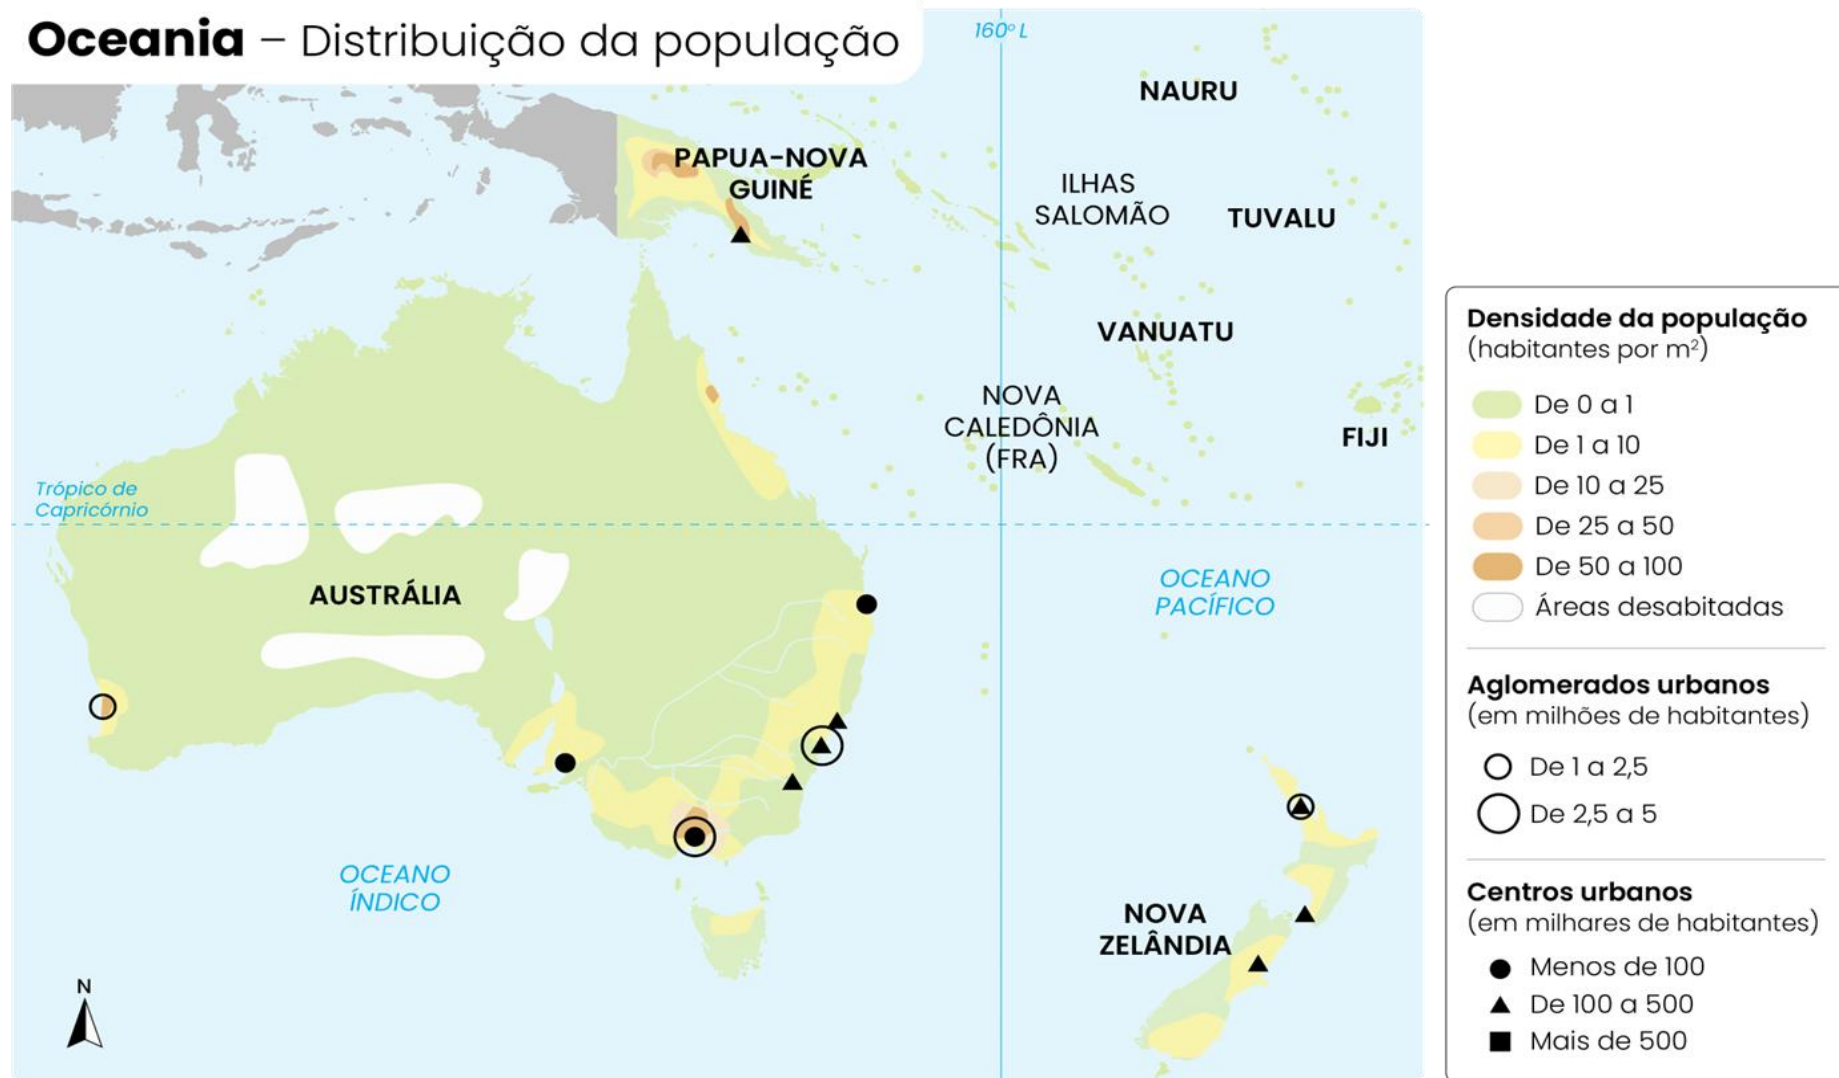 Oceania – Distribuição da população
160º L
NAURU
PAPUA-NOVA
GUINÉ
ILHAS
SALOMÃO
TUVALU
VANUATU
NOVA
CALEDÔNIA
(FRA)
FIJI
Trópico de
Capricórnio
AUSTRÁLIA
OCEANO
PACÍFICO
OCEANO
ÍNDICO
NOVA
ZELÂNDIA
N
Densidade da população
(habitantes por m²)
De 0 a 1
De 1 a 10
De 10 a 25
De 25 a 50
De 50 a 100
Áreas desabitadas
Aglomerados urbanos
(em milhões de habitantes)
De 1 a 2,5
De 2,5 a 5
Centros urbanos
(em milhares de habitantes)
Menos de 100
De 100 a 500
Mais de 500